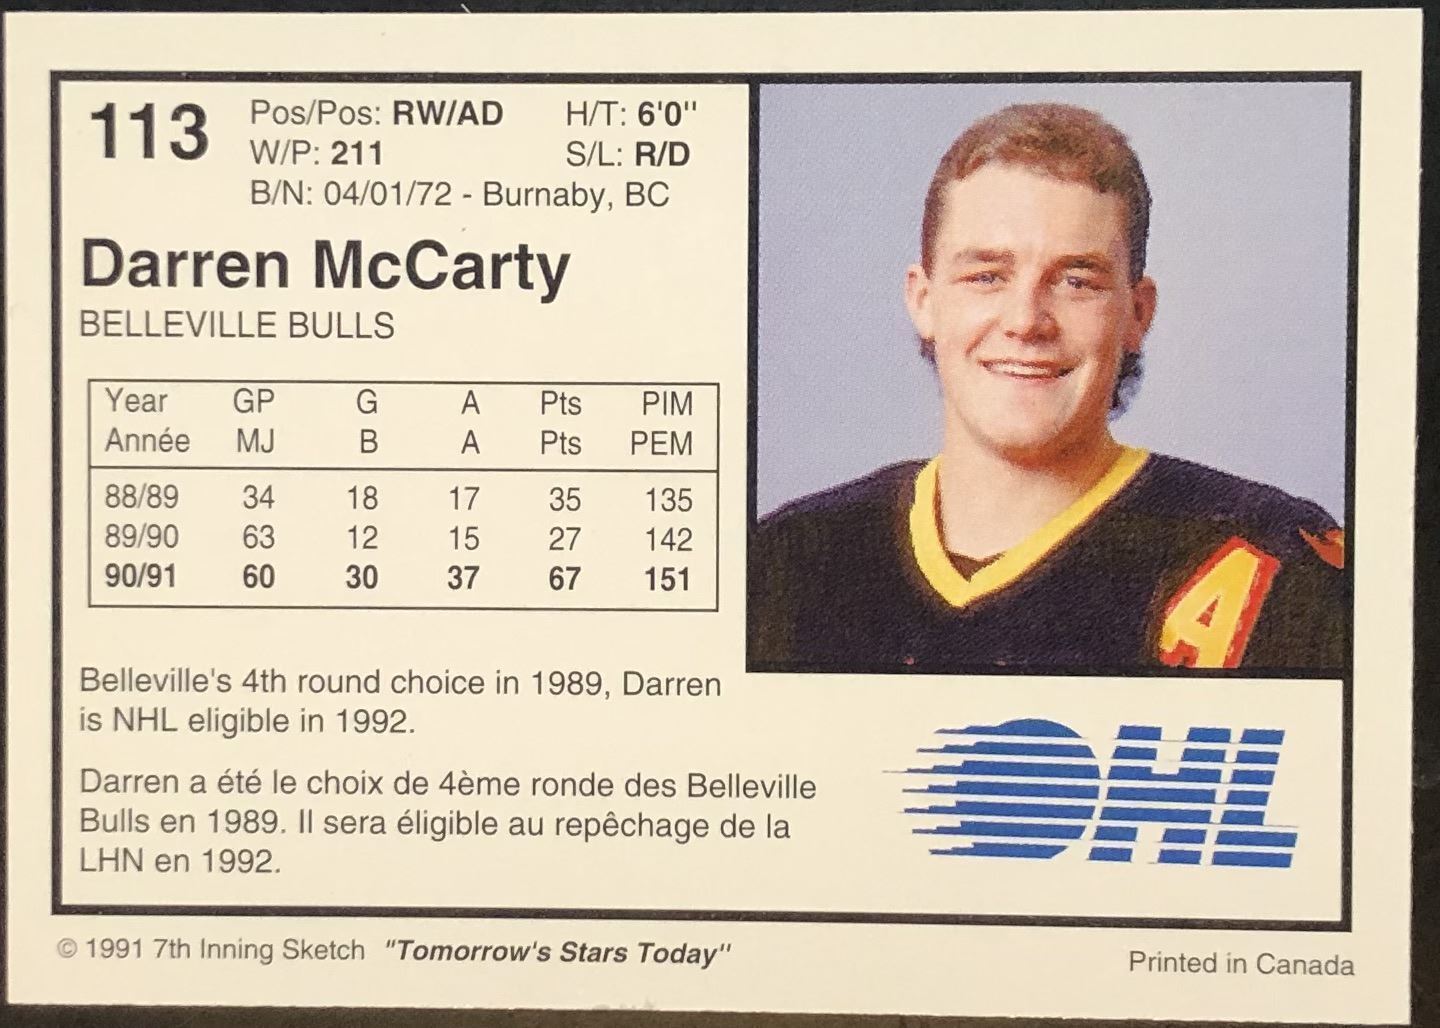 113
Pos/Pos: RW/AD H/T: 6'0"
W/P: 211 S/L: R/D
B/N: 04/01/72 - Burnaby, BC
Darren McCarty
BELLEVILLE BULLS
Year GP G A Pts PIM
Année MJ B A Pts PEM
88/89 34 18 17 35 135
89/90 63 12 15 27 142
90/91 60 30 37 67 151
A
Belleville's 4th round choice in 1989, Darren
is NHL eligible in 1992.
Darren a été le choix de 4ème ronde des Belleville
Bulls en 1989. Il sera éligible au repêchage de la
LHN en 1992.
OHL
© 1991 7th Inning Sketch "Tomorrow's Stars Today"
Printed in Canada